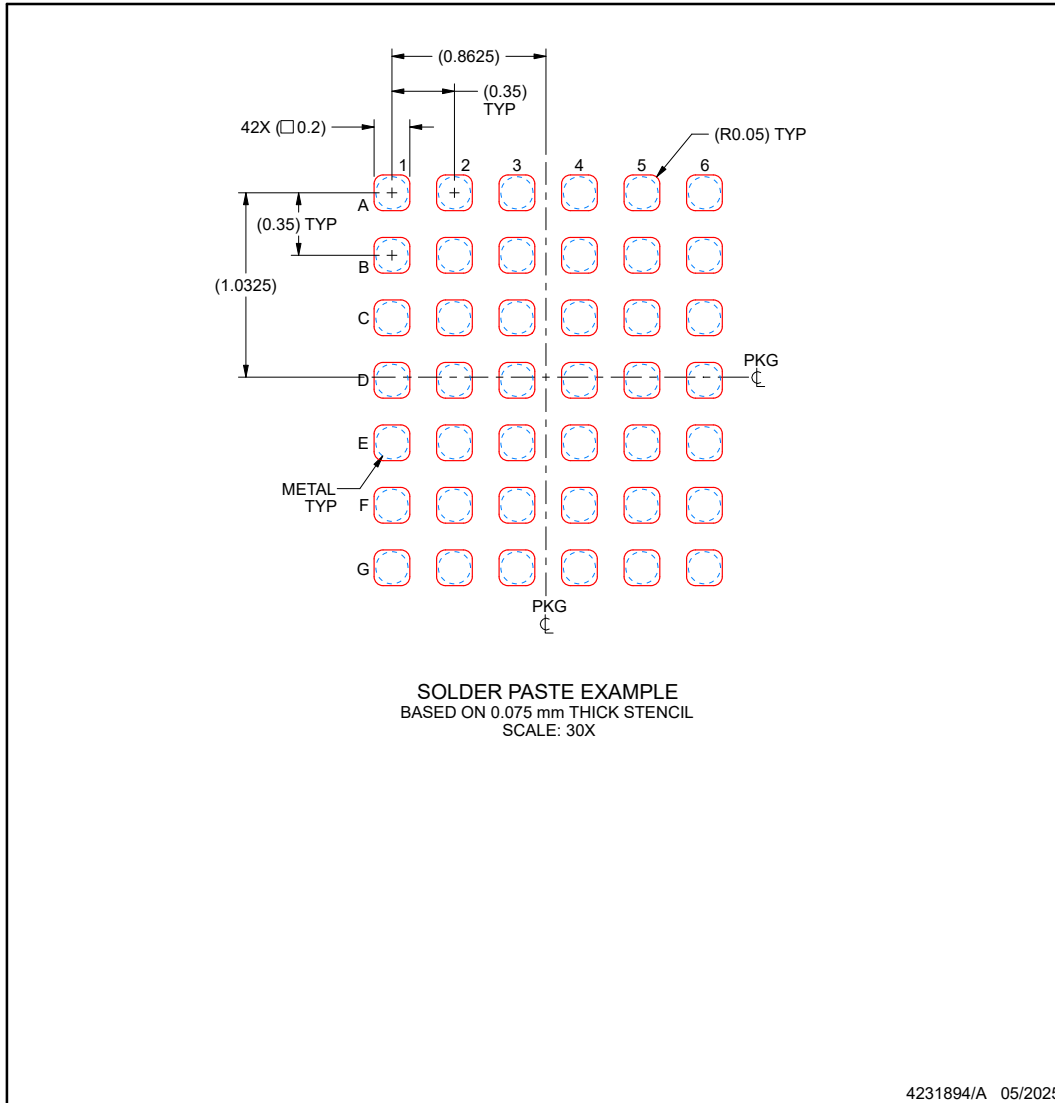 (0.8625)
(0.35)
TYP
42X (□ 0.2)
(R0.05) TYP
1 2 3 4 5 6
A
(0.35) TYP
B
(1.0325)
C
PKG
℄
D
E
METAL
TYP
F
G
PKG
℄
SOLDER PASTE EXAMPLE
BASED ON 0.075 mm THICK STENCIL
SCALE: 30X
4231894/A 05/2025